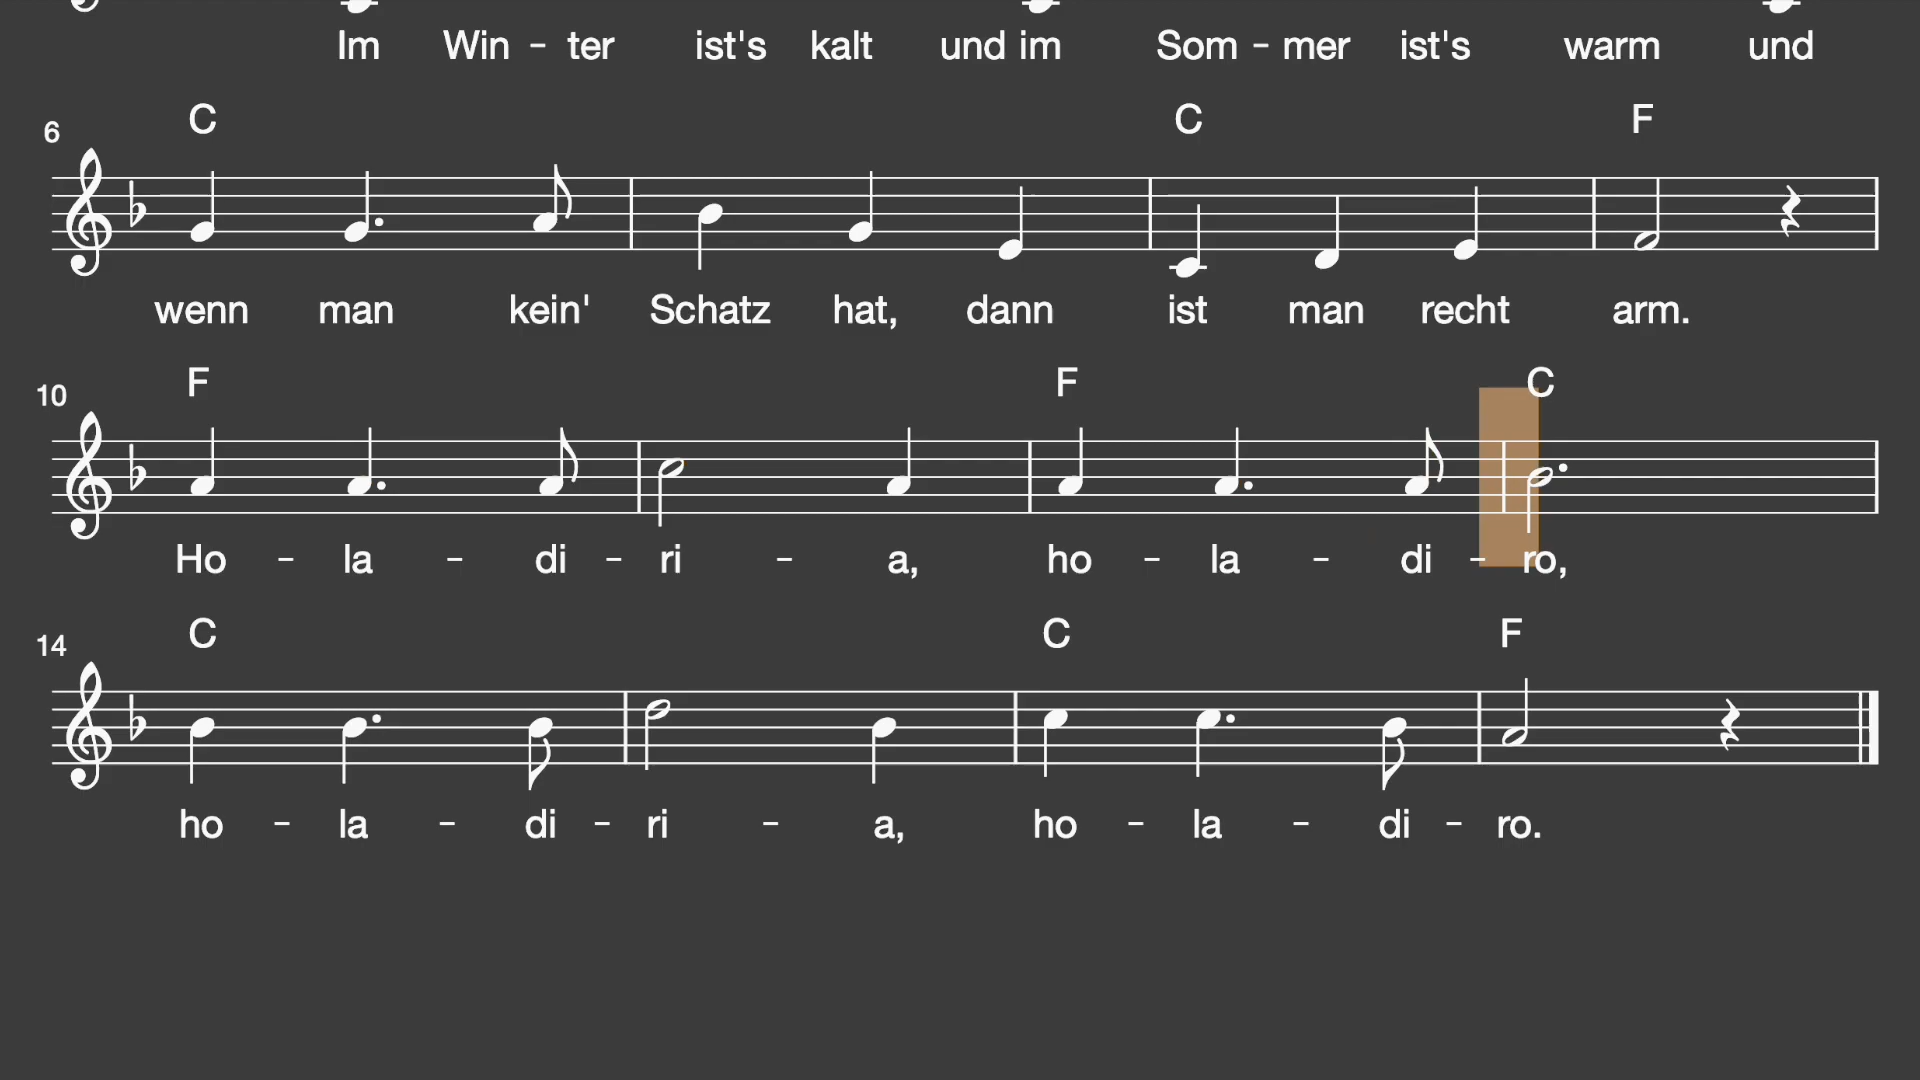 Im Win - ter ist's kalt und im Som - mer ist's warm und
C C F
6
wenn man kein' Schatz hat, dann ist man recht arm.
F F C
10
Ho - la - di - ri - a, ho - la - di - ro,
C C F
14
ho - la - di - ri - a, ho - la - di - ro.